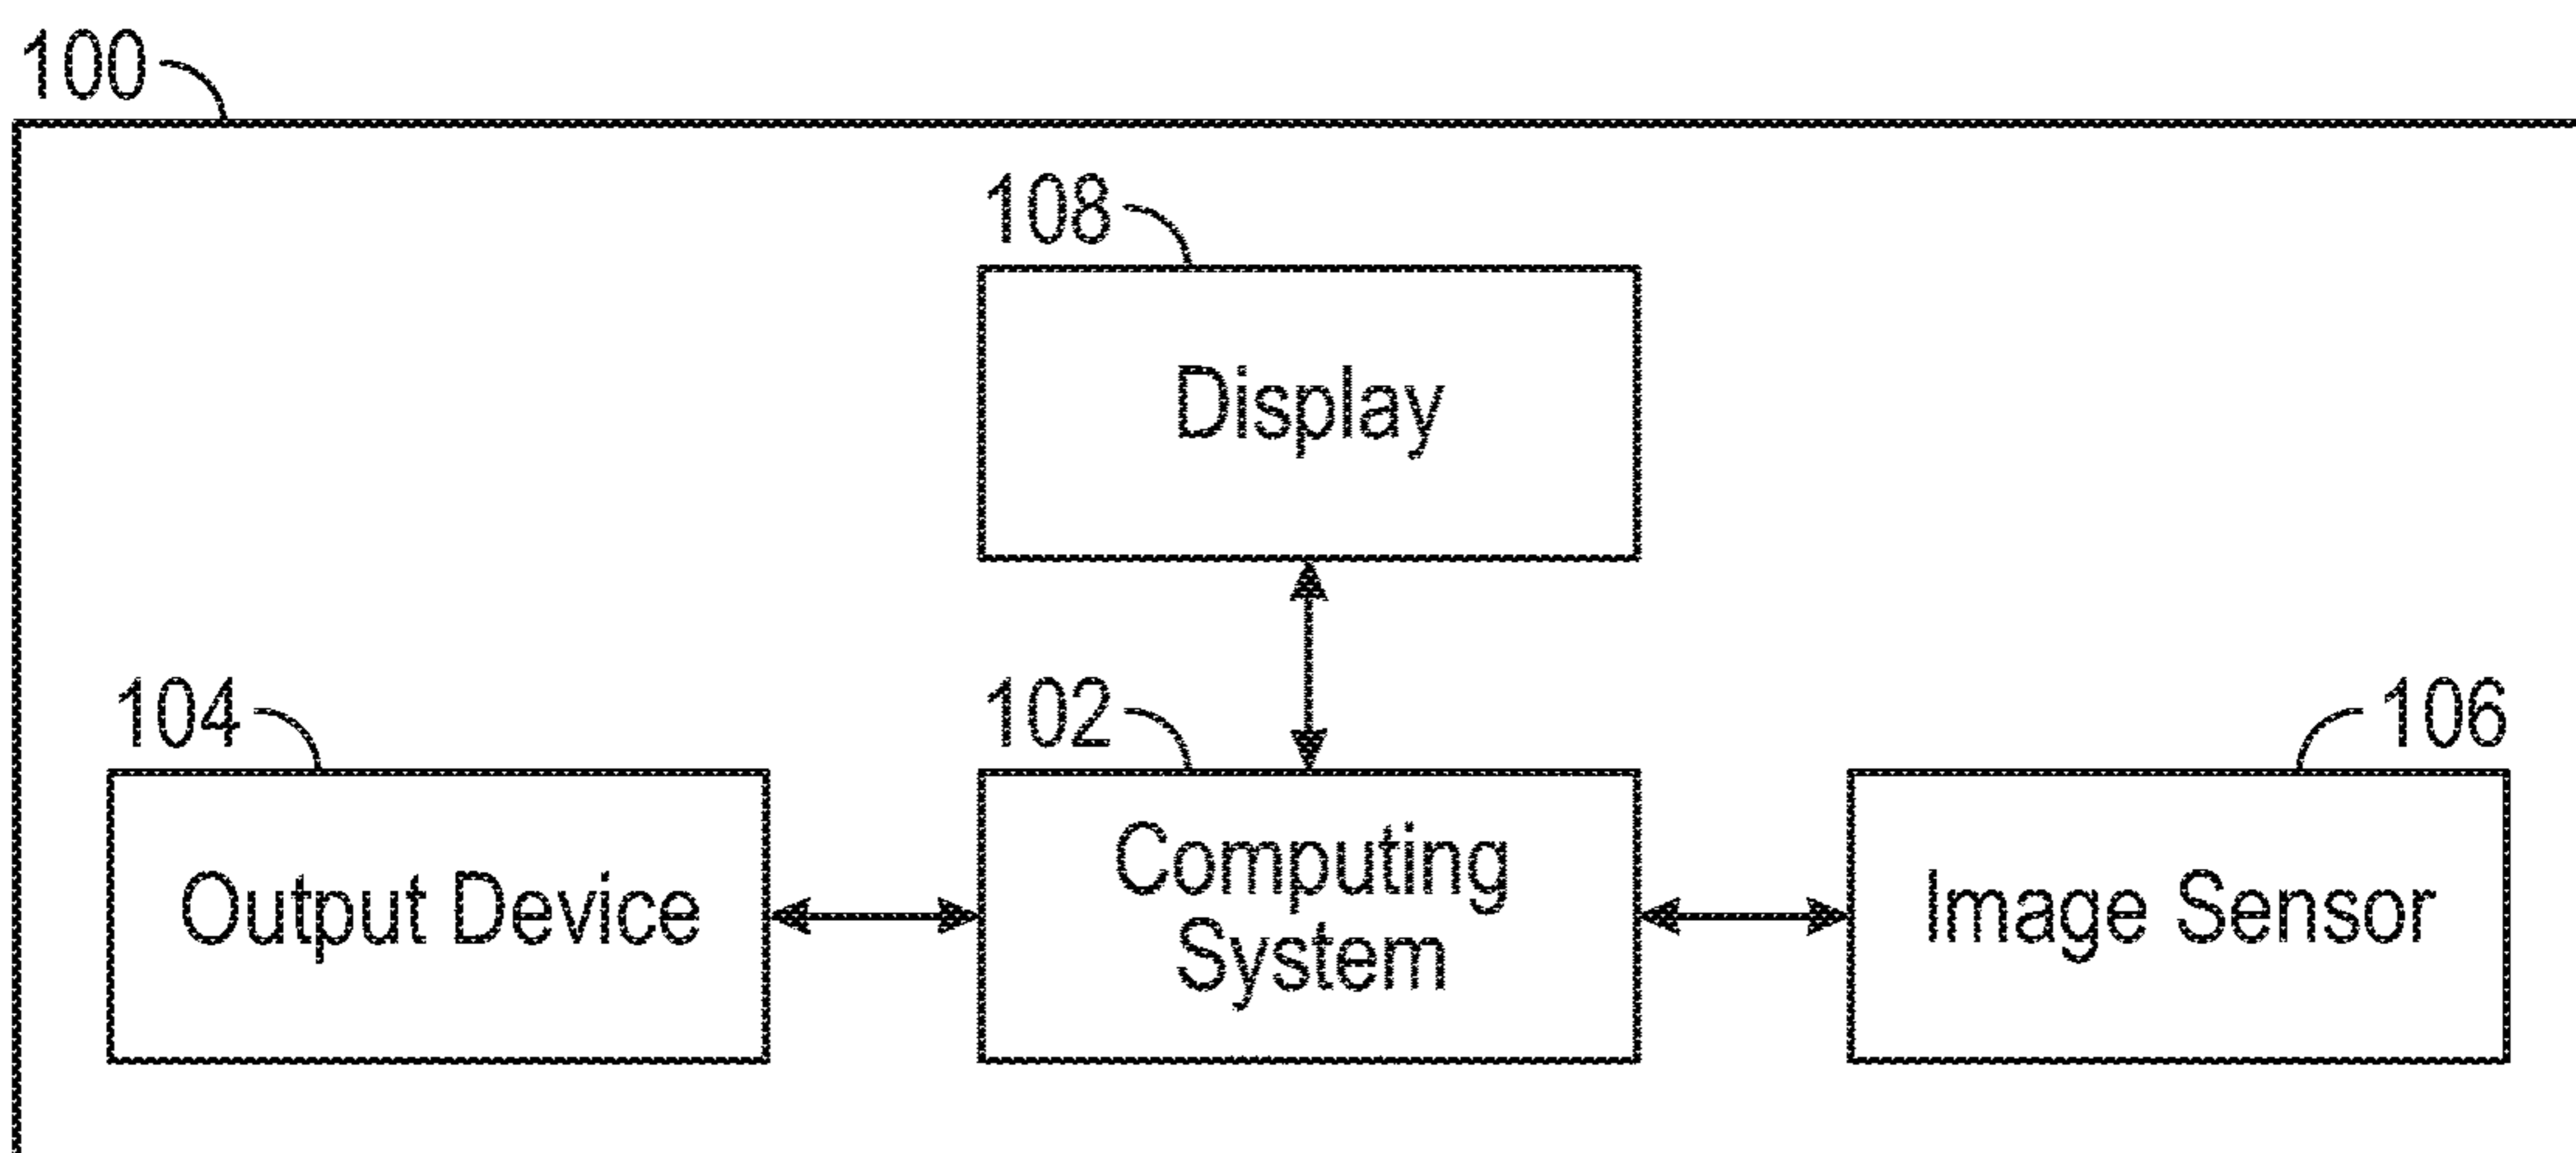 100
108
Display
104
102
106
Output Device
Computing
System
Image Sensor